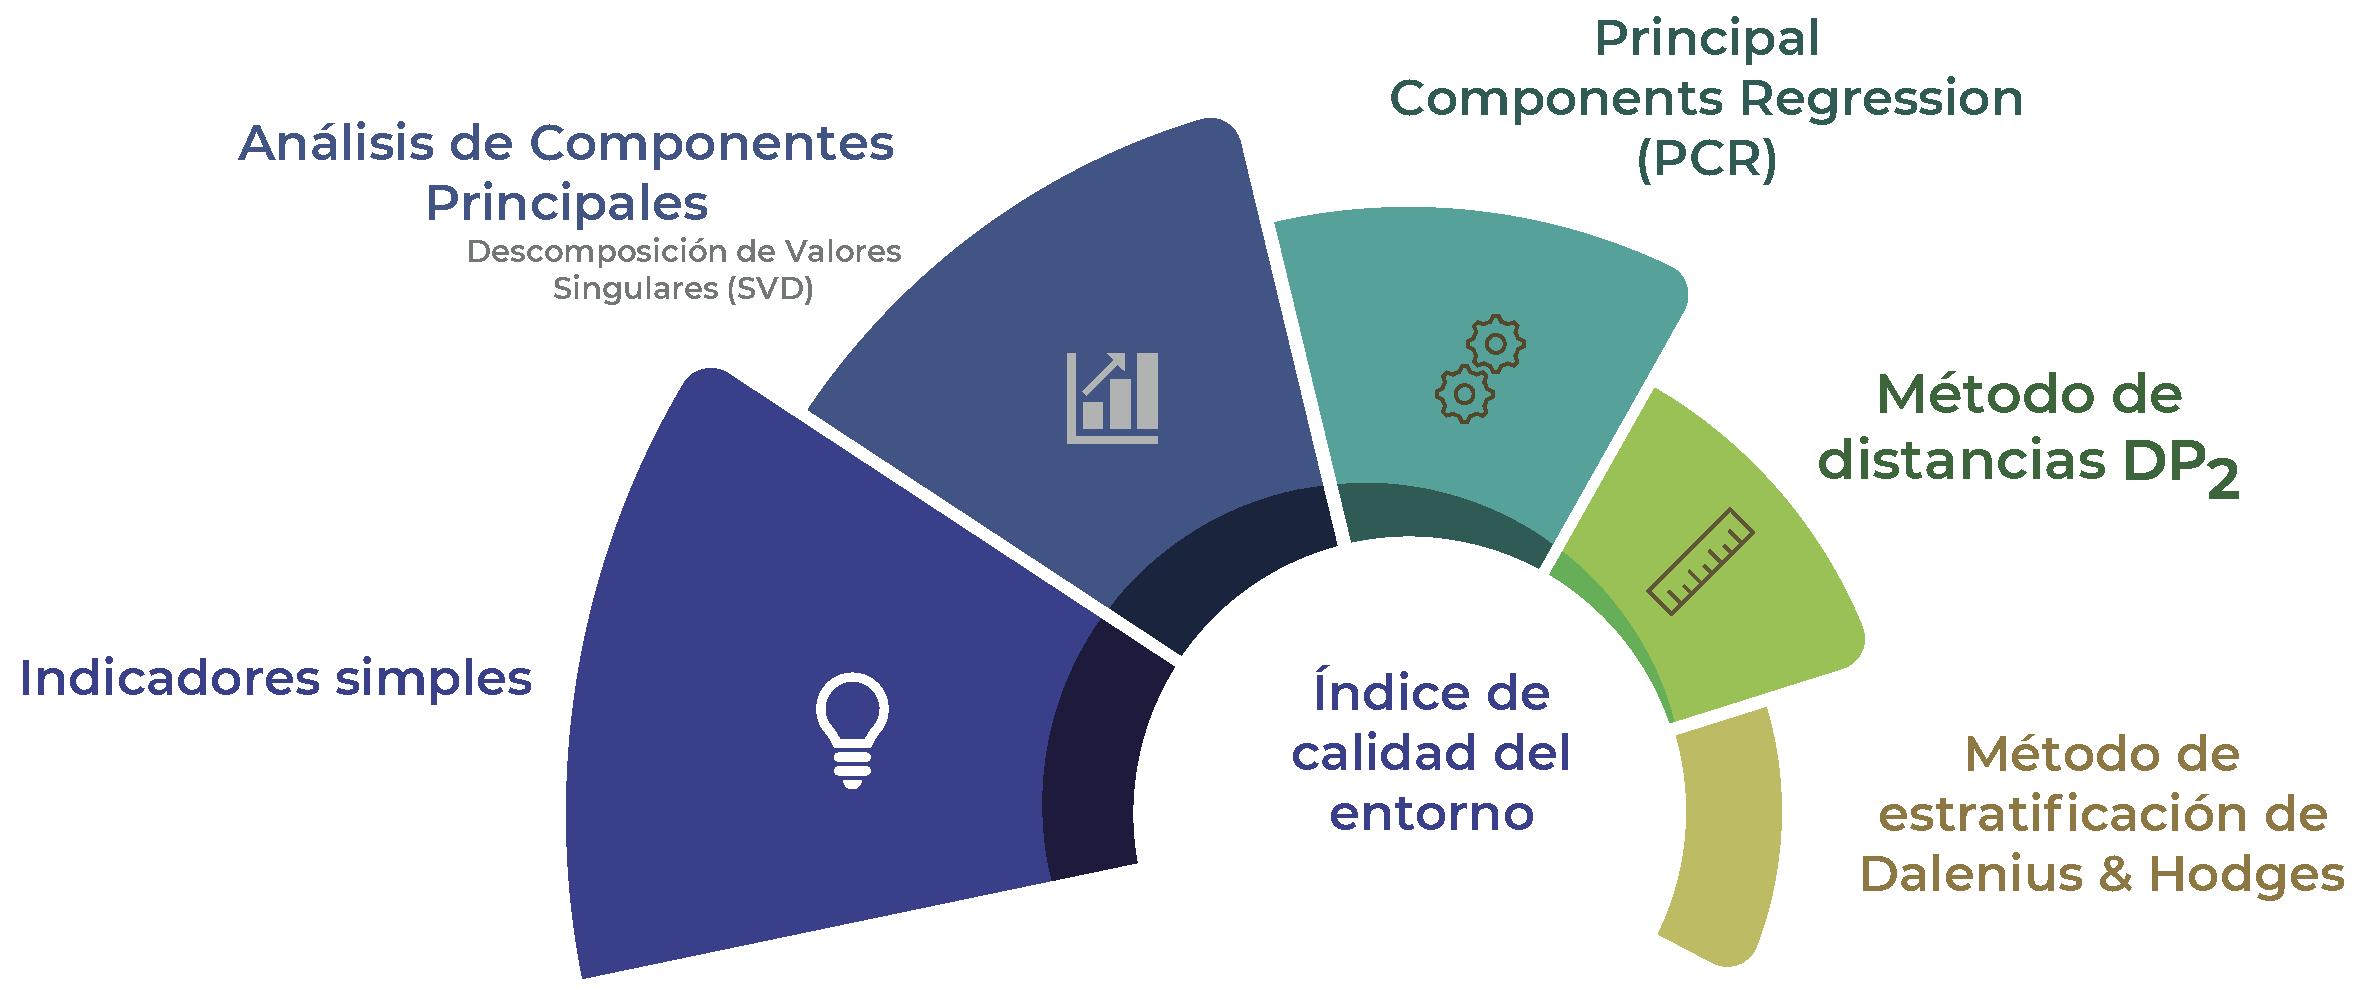 Indicadores simples
Análisis de Componentes
Principales
Descomposición de Valores
Singulares (SVD)
Principal
Components Regression
(PCR)
Método de
distancias DP2
Método de
estratificación de
Dalenius & Hodges
Índice de
calidad del
entorno